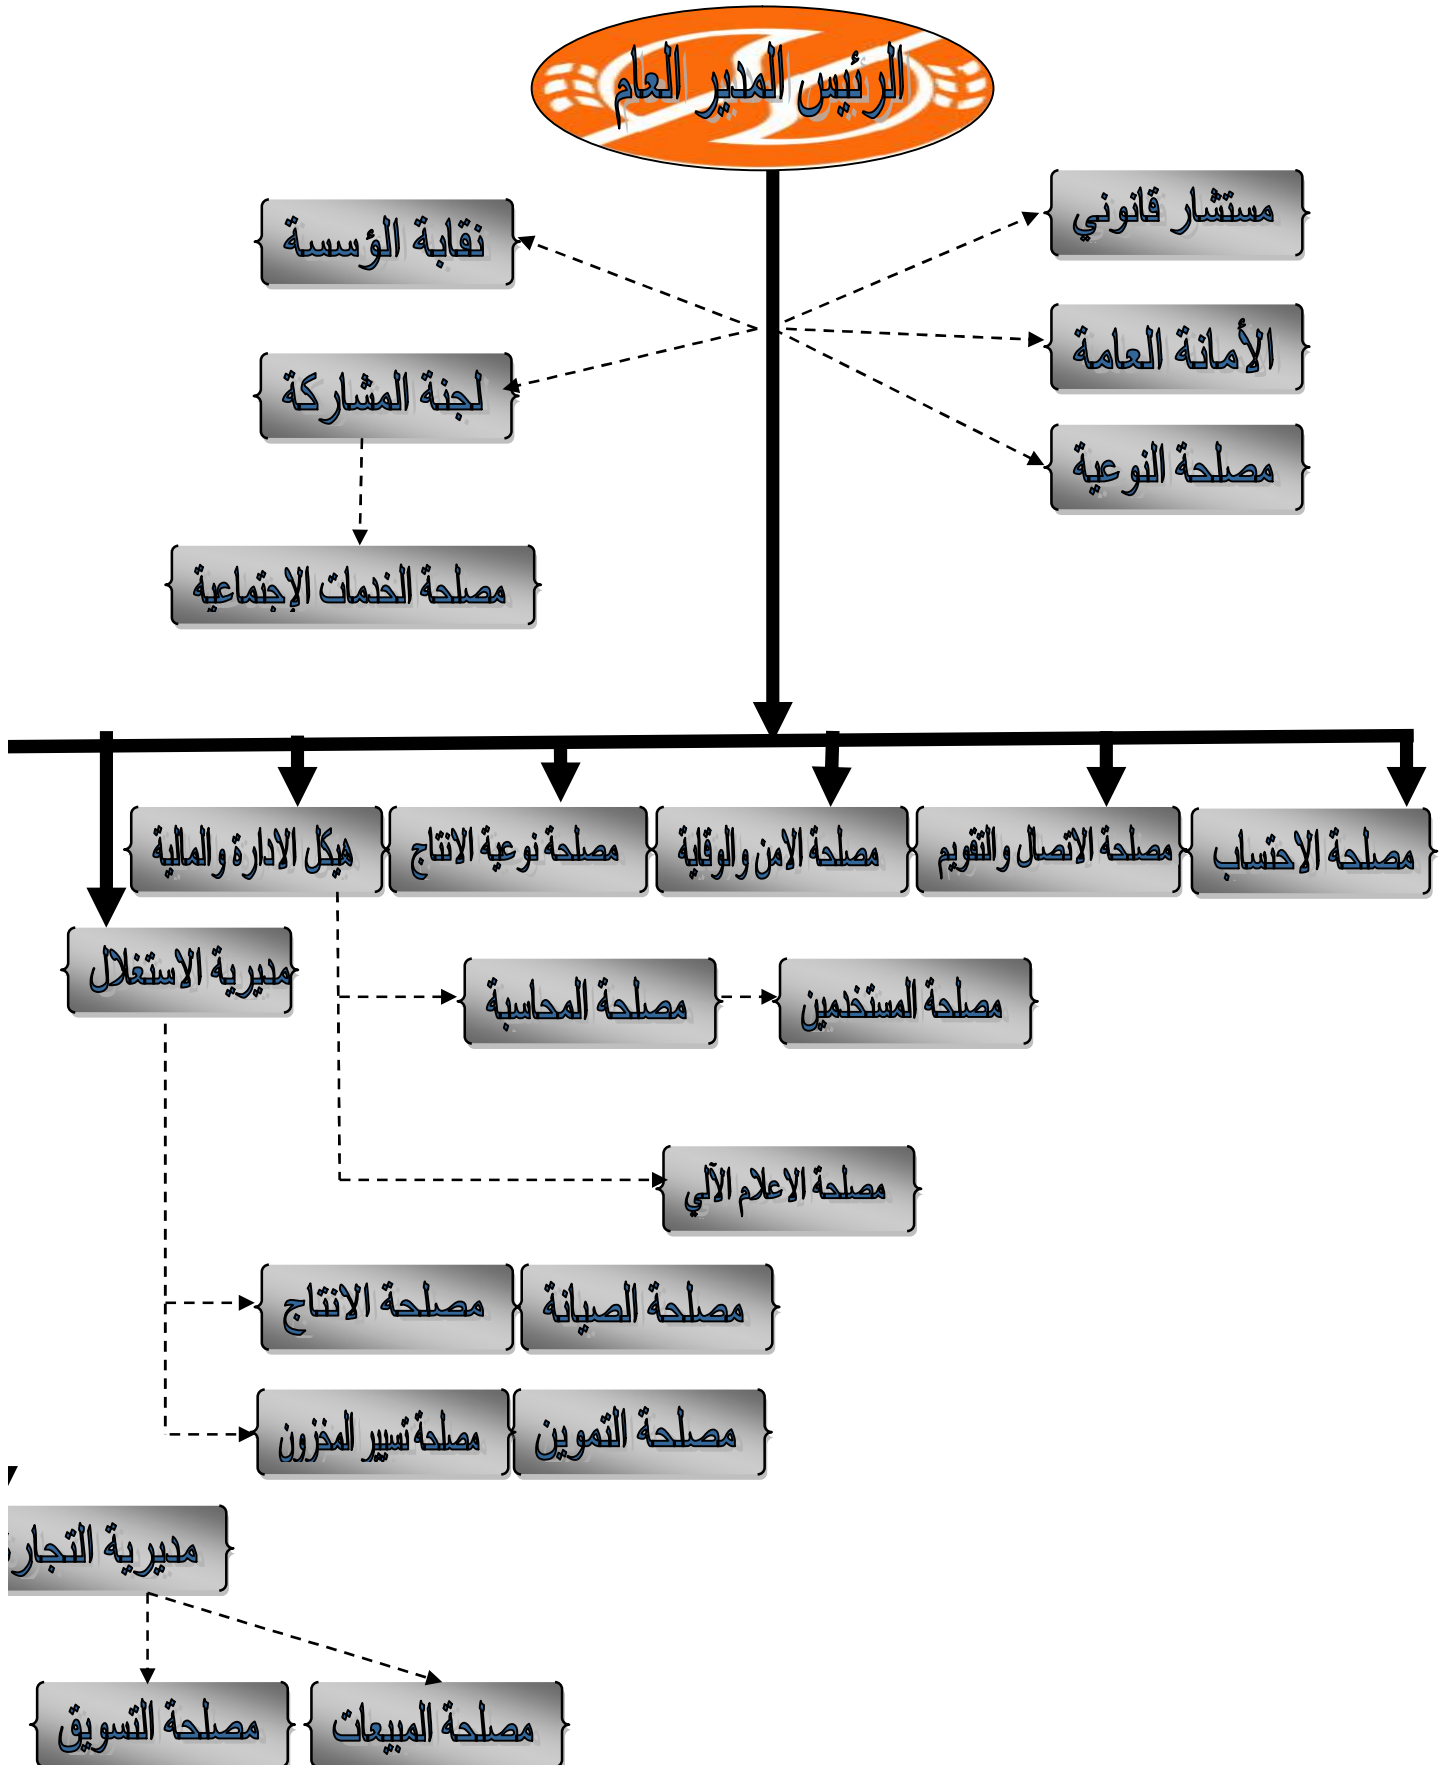 الرئيس المدير العام
مستشار قانوني
نقابة الؤسسة
الأمانة العامة
لجنة المشاركة
مصلحة النوعية
مصلحة الخدمات الإجتماعية
مصلحة الاحتساب
مصلحة الاتصال والتقويم
مصلحة الامن والوقاية
مصلحة نوعية الانتاج
هيكل الادارة والمالية
مديرية الاستغلال
مصلحة المستخدمين
مصلحة المحاسبة
مصلحة الاعلام الآلي
مصلحة الصيانة
مصلحة الانتاج
مصلحة التموين
مصلحة تسيير المخزون
مديرية
مصلحة المبيعات
مصلحة التسويق